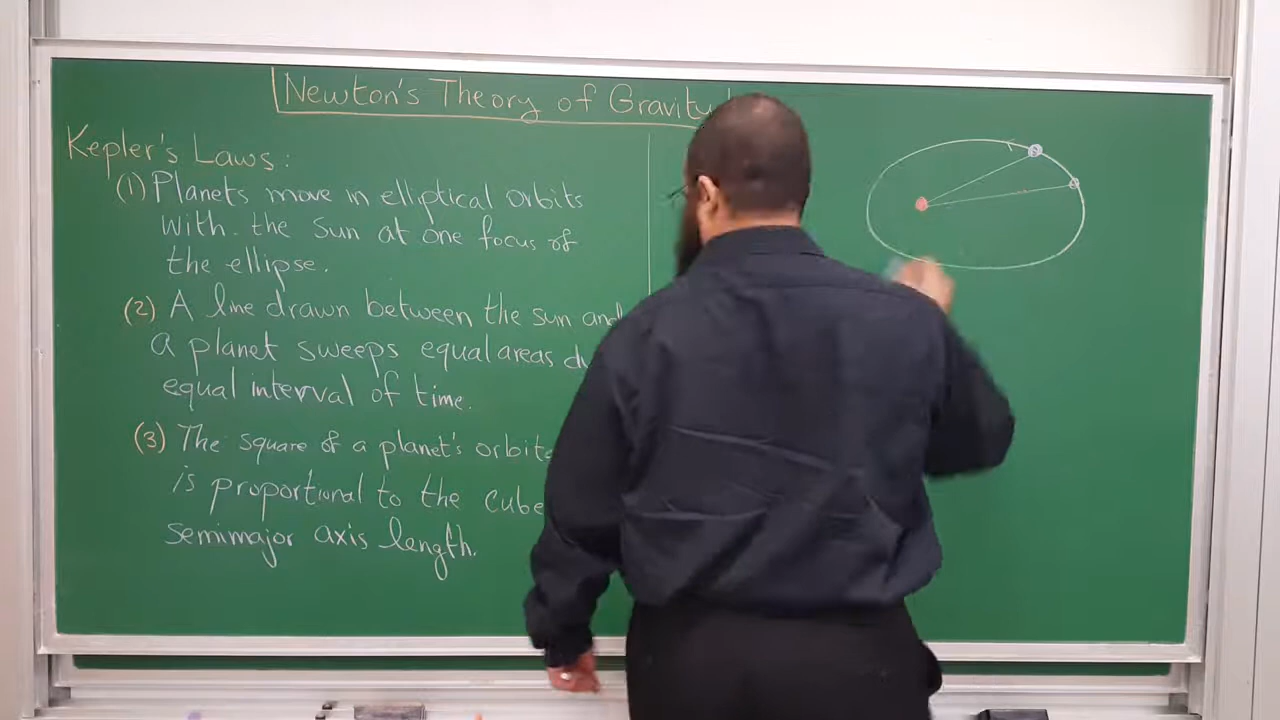 Newton's Theory of Gravity
Kepler's Laws:
(1) Planets move in elliptical orbits
with the Sun at one focus of
the ellipse.
(2) A line drawn between the sun and
a planet sweeps equal areas
equal interval of time.
(3) The square of a planet's
is proportional to the cube
semimajor axis length.